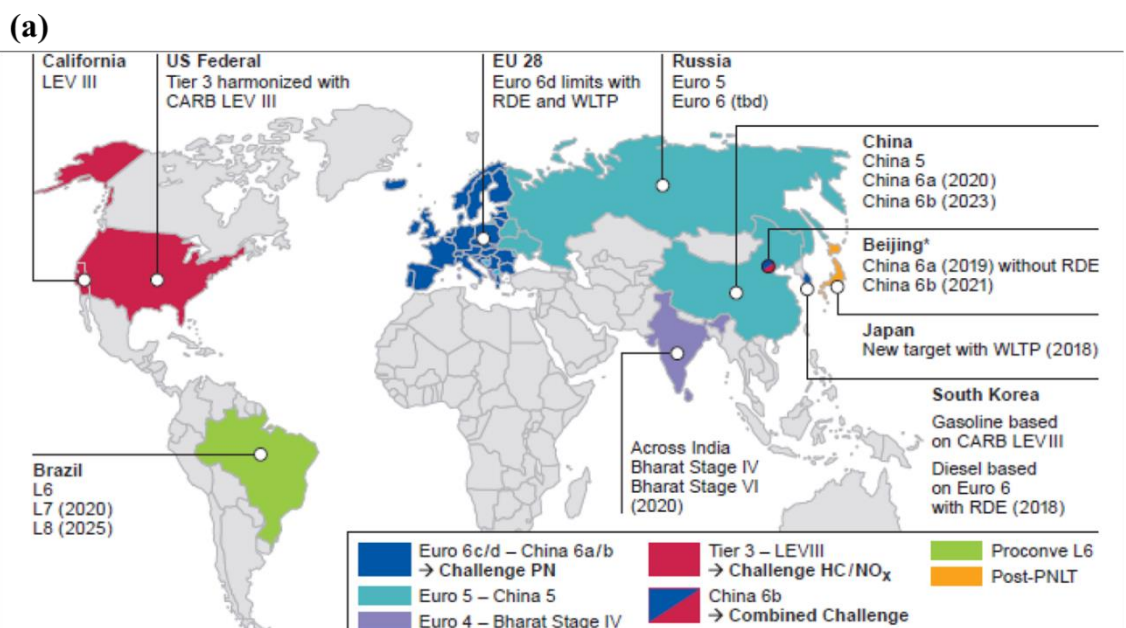 (a)
California
LEV III
US Federal
Tier 3 harmonized with
CARB LEV III
EU 28
Euro 6d limits with
RDE and WLTP
Russia
Euro 5
Euro 6 (tbd)
China
China 5
China 6a (2020)
China 6b (2023)
Beijing*
China 6a (2019) without RDE
China 6b (2021)
Japan
New target with WLTP (2018)
South Korea
Gasoline based
on CARB LEV III
Diesel based
on Euro 6
with RDE (2018)
Across India
Bharat Stage IV
Bharat Stage VI
(2020)
Brazil
L6
L7 (2020)
L8 (2025)
Euro 6c/d – China 6a/b
→ Challenge PN
Euro 5 – China 5
Euro 4 – Bharat Stage IV
Tier 3 – LEVIII
→ Challenge HC/NOx
China 6b
→ Combined Challenge
Proconve L6
Post-PNLT